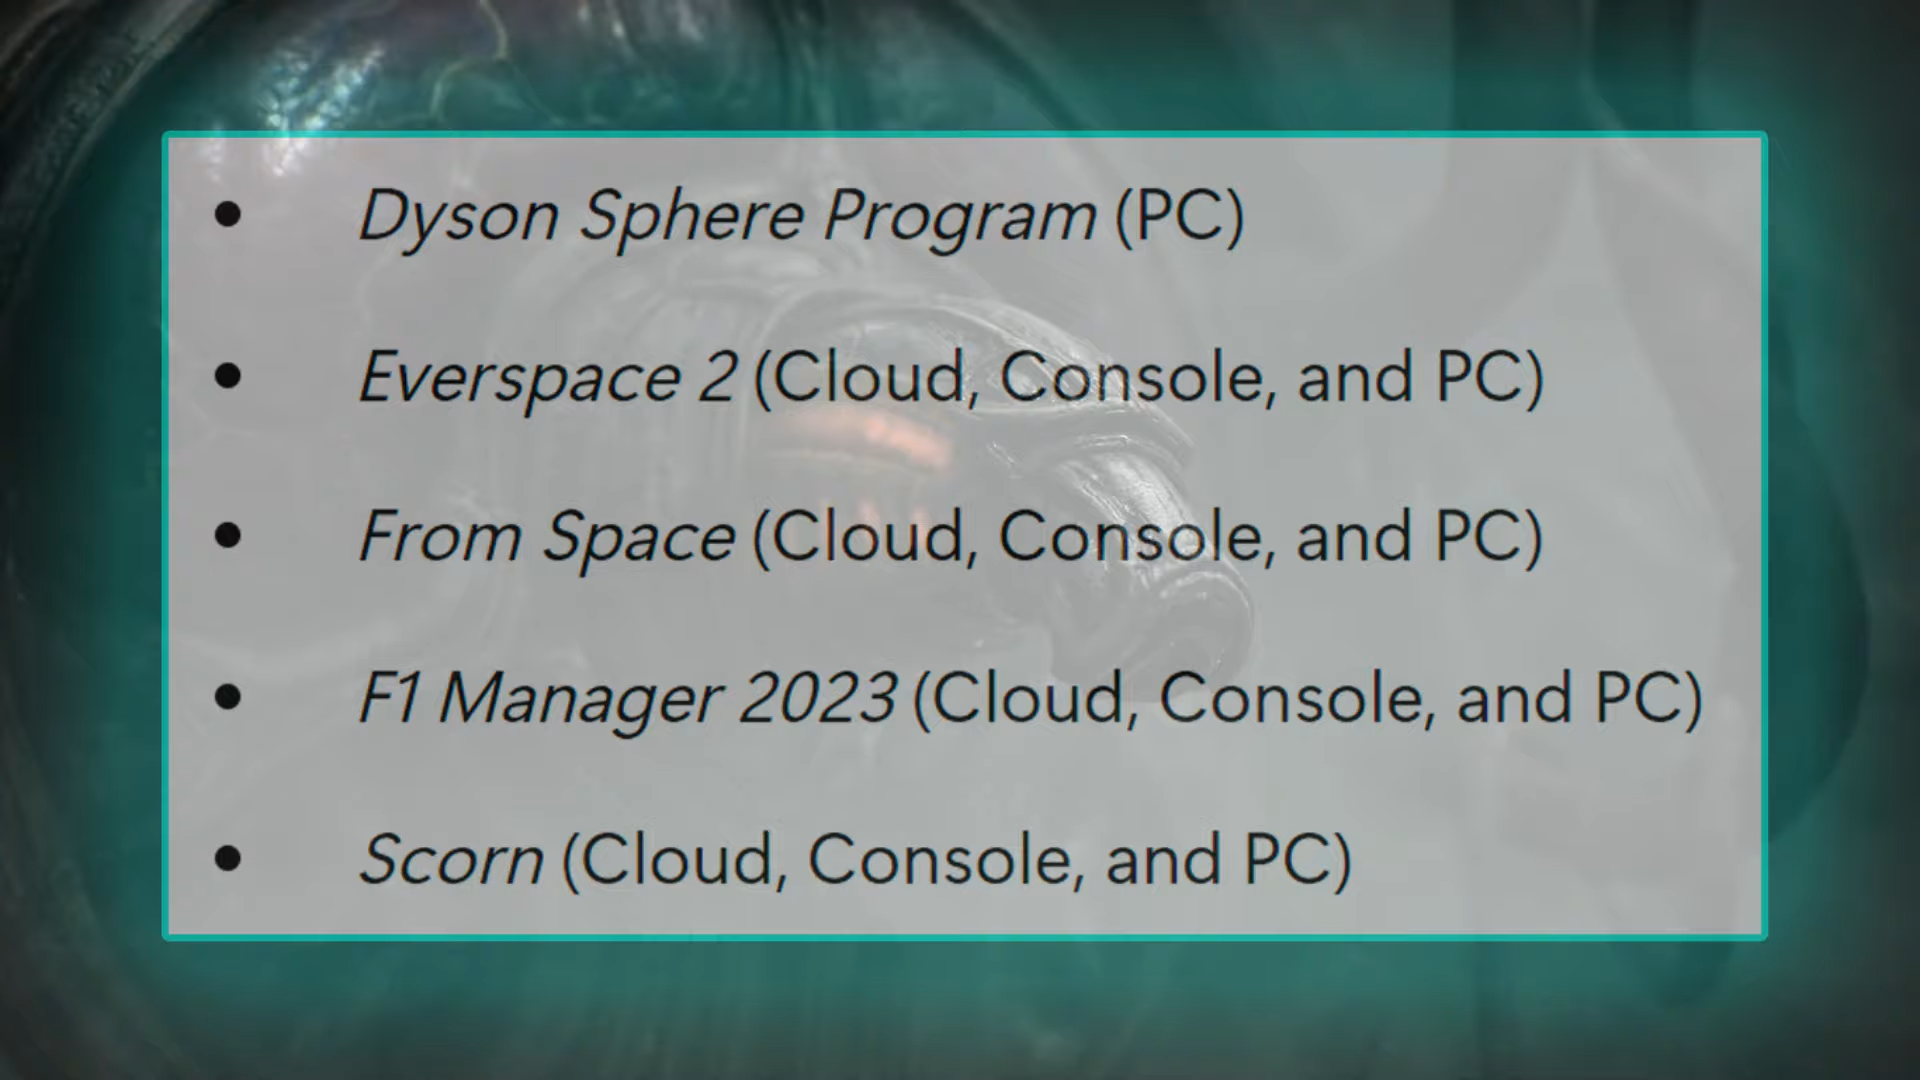 • Dyson Sphere Program (PC)
• Everspace 2 (Cloud, Console, and PC)
• From Space (Cloud, Console, and PC)
• F1 Manager 2023 (Cloud, Console, and PC)
• Scorn (Cloud, Console, and PC)